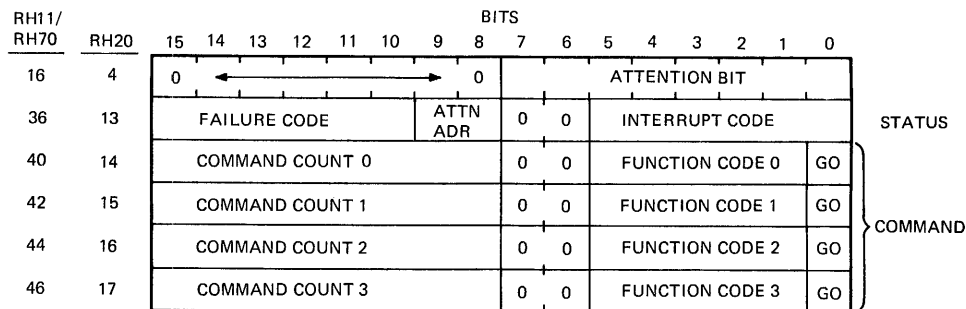 RH11/ BITS
RH70 RH20 15 14 13 12 11 10 9 8 7 6 5 4 3 2 1 0
16 4 0 0 ATTENTION BIT
36 13 FAILURE CODE ATTN ADR 0 0 INTERRUPT CODE STATUS
40 14 COMMAND COUNT 0 0 0 FUNCTION CODE 0 GO
42 15 COMMAND COUNT 1 0 0 FUNCTION CODE 1 GO
COMMAND
44 16 COMMAND COUNT 2 0 0 FUNCTION CODE 2 GO
46 17 COMMAND COUNT 3 0 0 FUNCTION CODE 3 GO